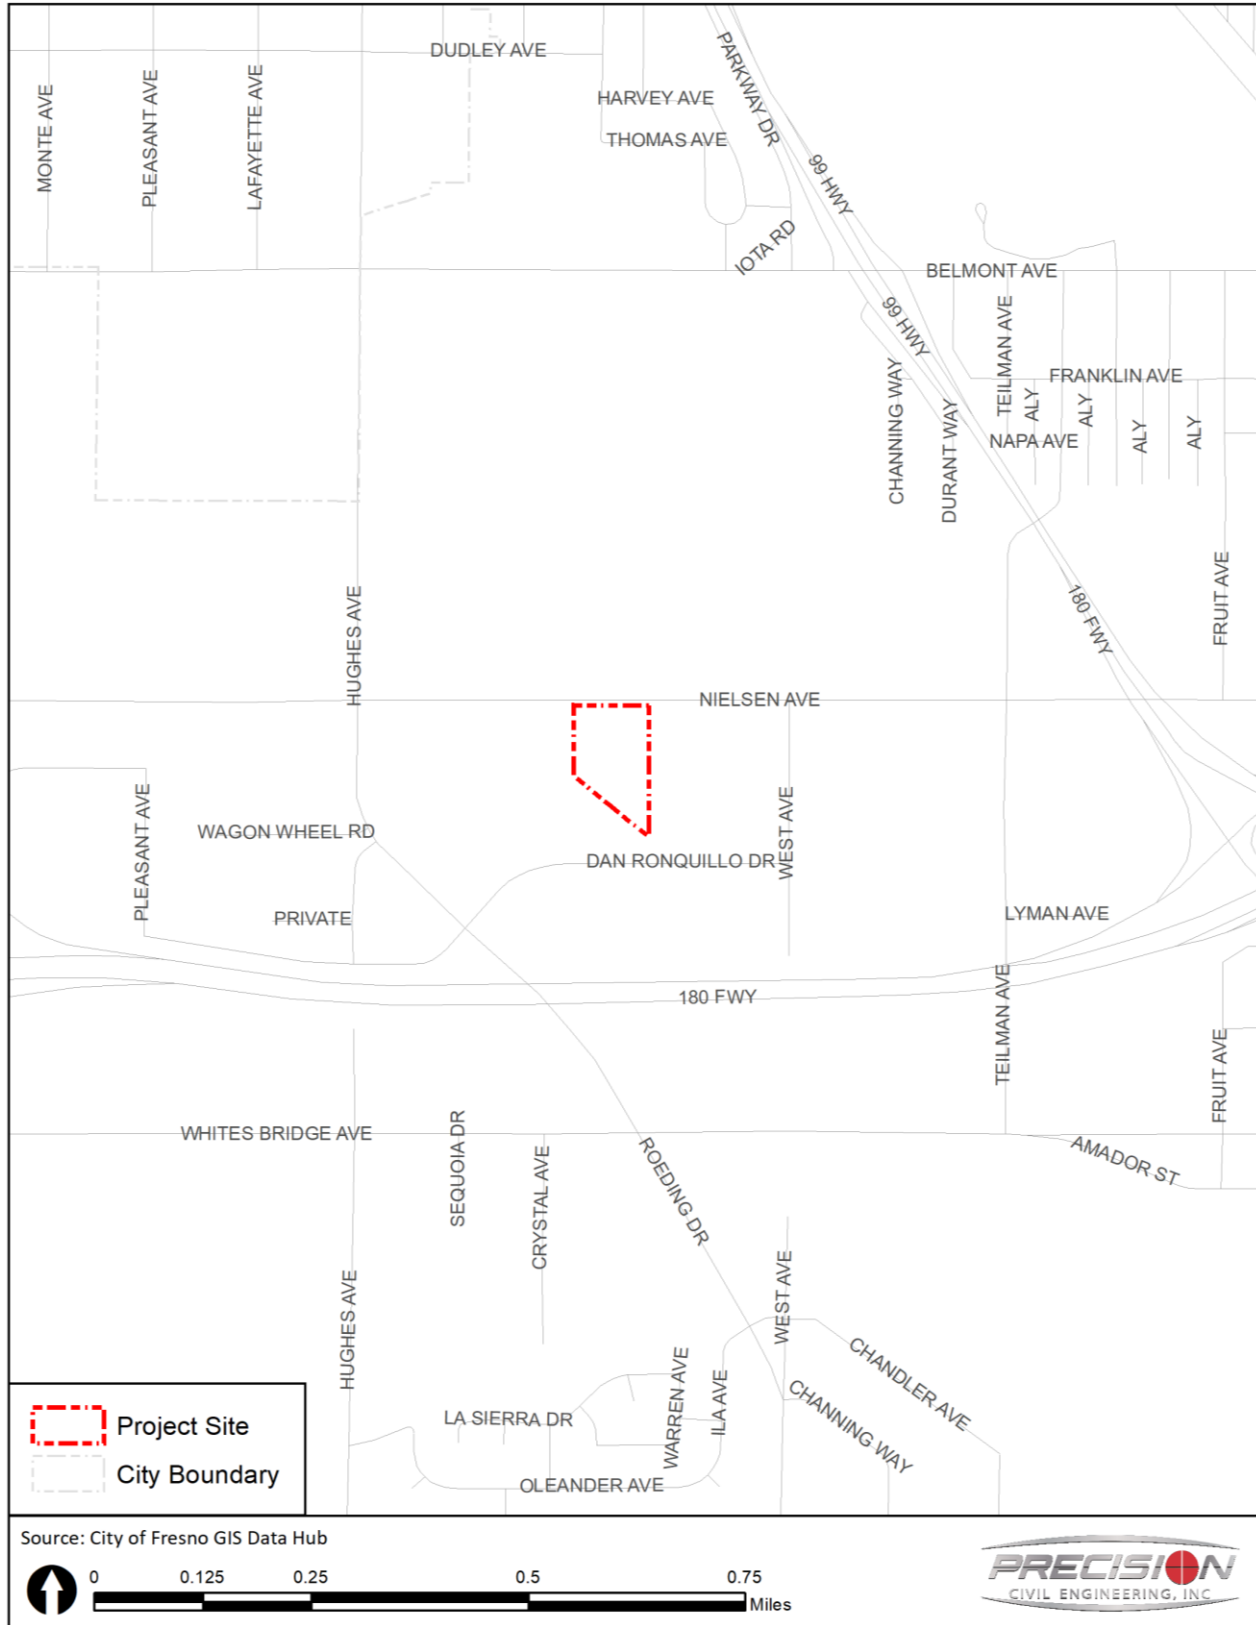 DUDLEY AVE
PARKWAY DR
MONTE AVE
PLEASANT AVE
LAFAYETTE AVE
HARVEY AVE
THOMAS AVE
99 HWY
IOTA RD
BELMONT AVE
99 HWY
TEILMAN AVE
CHANNING WAY
FRANKLIN AVE
DURANT WAY
ALY
ALY
ALY
ALY
NAPA AVE
HUGHES AVE
180 FWY
FRUIT AVE
NIELSEN AVE
PLEASANT AVE
WAGON WHEEL RD
WEST AVE
DAN RONQUILLO DR
PRIVATE
LYMAN AVE
180 FWY
TEILMAN AVE
FRUIT AVE
WHITES BRIDGE AVE
SEQUOIA DR
CRYSTAL AVE
ROEDING DR
AMADOR ST
HUGHES AVE
WEST AVE
CHANDLER AVE
WARREN AVE
ILA AVE
CHANNING WAY
LA SIERRA DR
OLEANDER AVE
Project Site
City Boundary
Source: City of Fresno GIS Data Hub
0 0.125 0.25 0.5 0.75
Miles
PRECISION
CIVIL ENGINEERING, INC